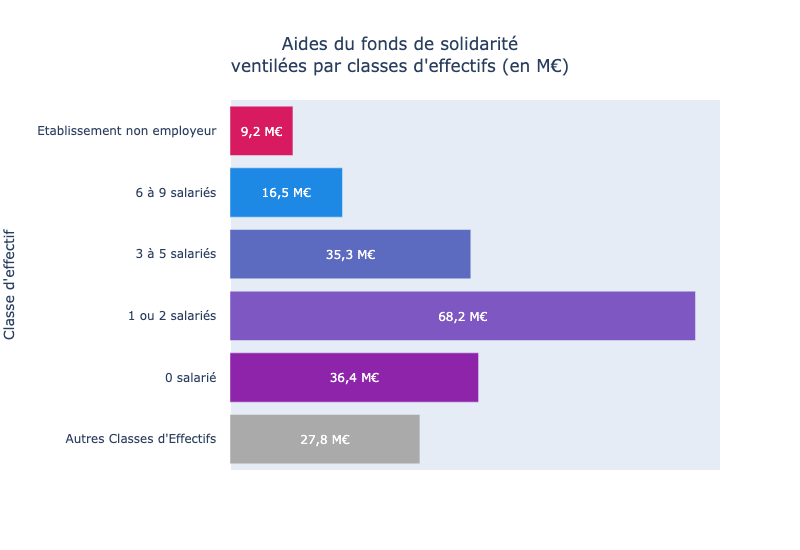 Aides du fonds de solidarité
ventilées par classes d'effectifs (en M€)
Classe d'effectif
Etablissement non employeur
9,2 M€
6 à 9 salariés
16,5 M€
3 à 5 salariés
35,3 M€
1 ou 2 salariés
68,2 M€
0 salarié
36,4 M€
Autres Classes d'Effectifs
27,8 M€